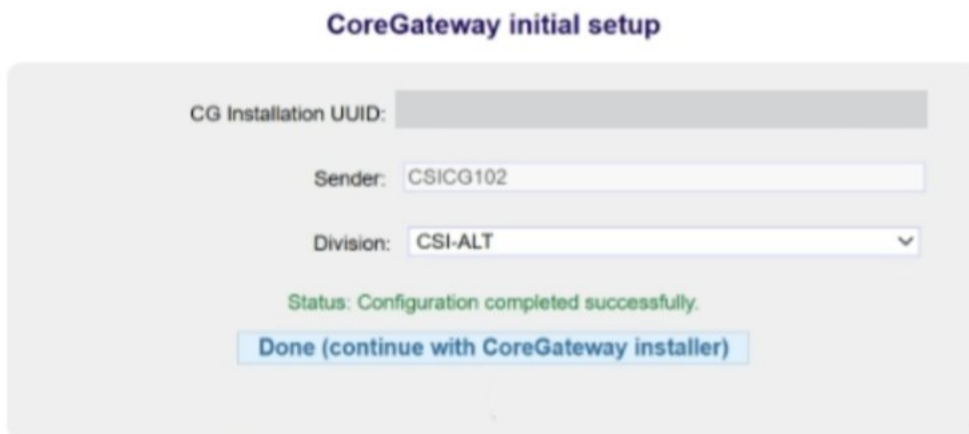 CoreGateway initial setup
CG Installation UUID:
Sender: CSICG102
Division: CSI-ALT
Status: Configuration completed successfully.
Done (continue with CoreGateway installer)